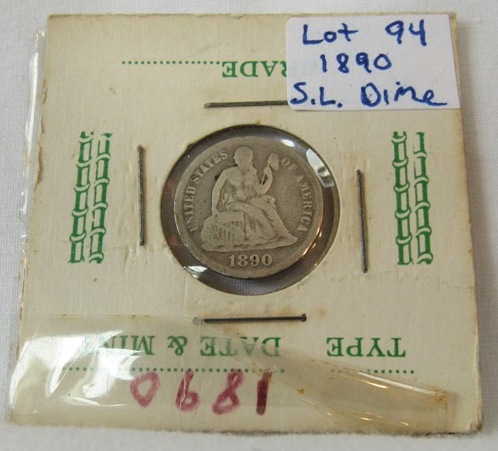 Lot 94
1890
S.L. Dime
RADE
UNITED STATES OF AMERICA
1890
TYPE DATE & MIN
1890